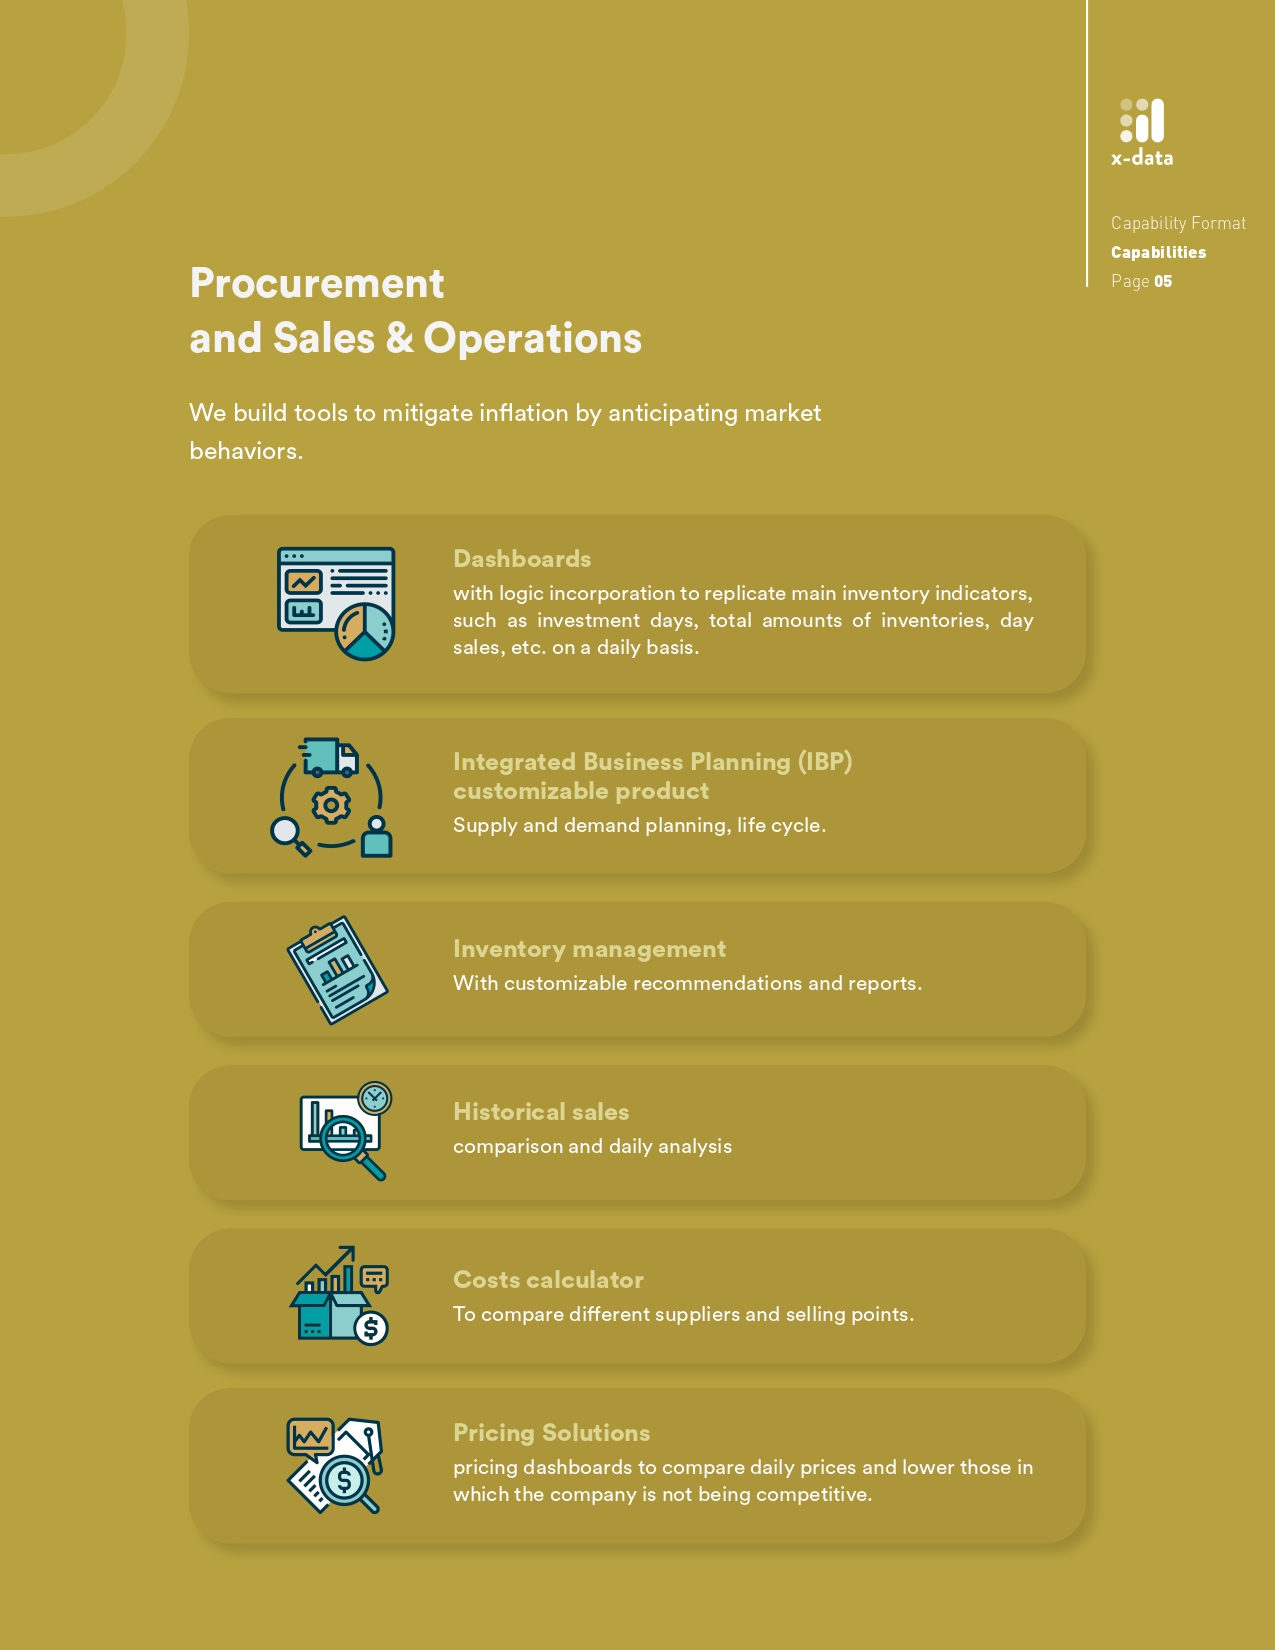 x-data
Capability Format
Capabilities
Page 05
Procurement
and Sales & Operations
We build tools to mitigate inflation by anticipating market
behaviors.
Dashboards
with logic incorporation to replicate main inventory indicators,
such as investment days, total amounts of inventories, day
sales, etc. on a daily basis.
Integrated Business Planning (IBP)
customizable product
Supply and demand planning, life cycle.
Inventory management
With customizable recommendations and reports.
Historical sales
comparison and daily analysis
Costs calculator
To compare different suppliers and selling points.
Pricing Solutions
pricing dashboards to compare daily prices and lower those in
which the company is not being competitive.